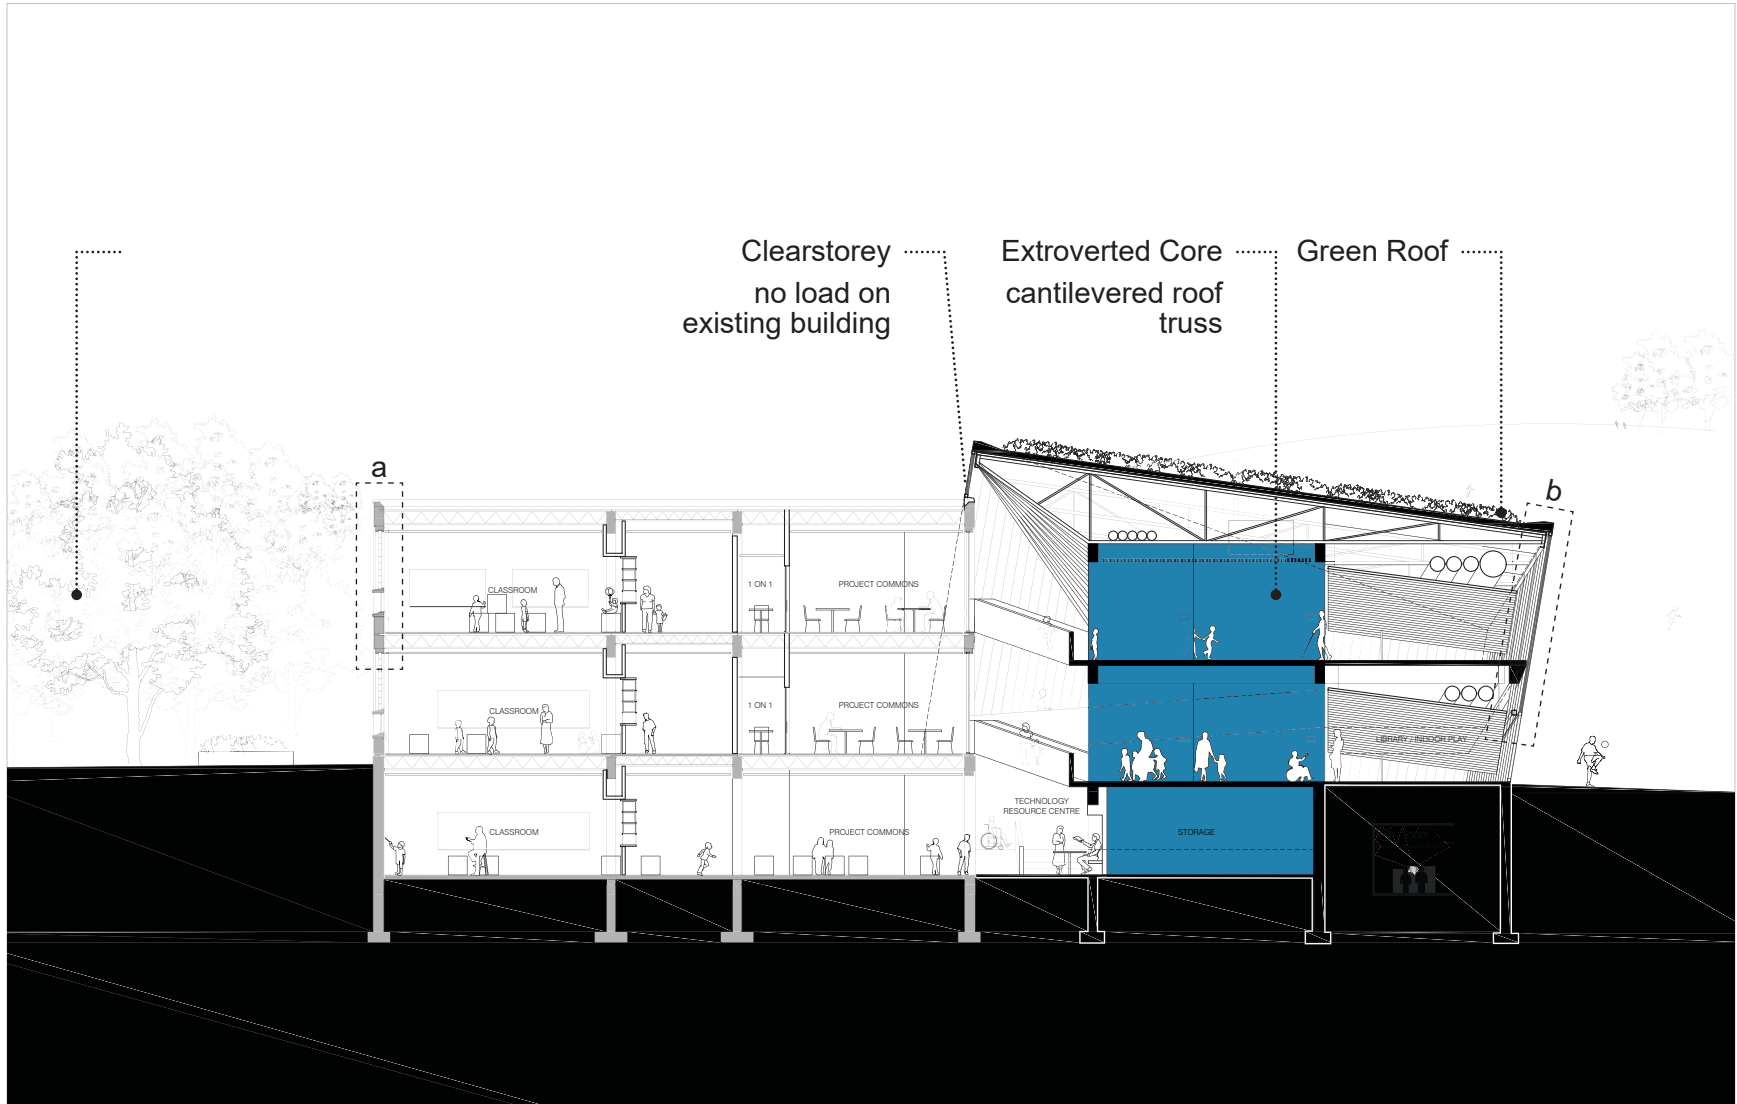 Clearstorey
no load on
existing building
Extroverted Core
cantilevered roof
truss
Green Roof
a
b
CLASSROOM
1 ON 1
PROJECT COMMONS
CLASSROOM
1 ON 1
PROJECT COMMONS
LIBRARY / INDOOR PLAY
TECHNOLOGY
RESOURCE CENTRE
CLASSROOM
PROJECT COMMONS
STORAGE